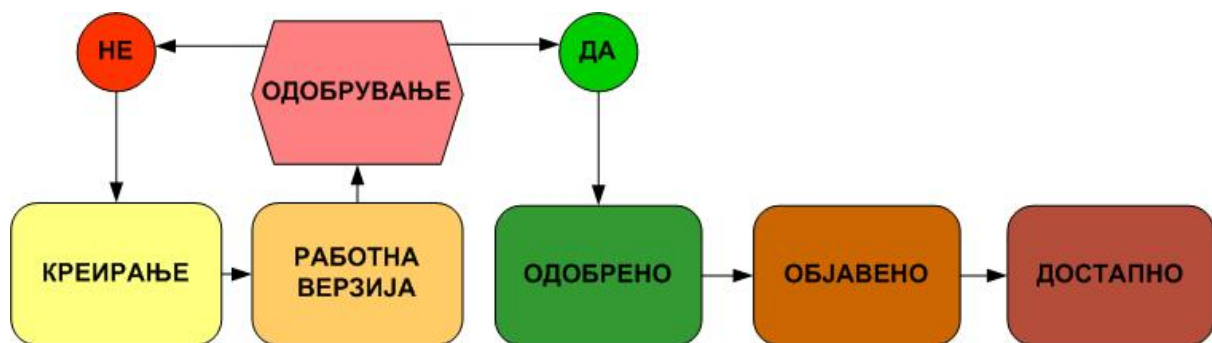 НЕ
ОДОБРУВАЊЕ
ДА
КРЕИРАЊЕ
РАБОТНА
ВЕРЗИЈА
ОДОБРЕНО
ОБЈАВЕНО
ДОСТАПНО